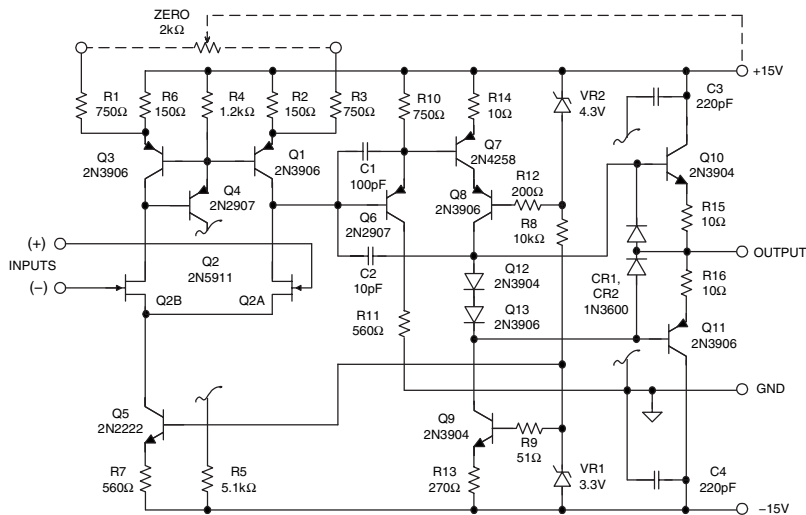 ZERO
2kΩ
+15V
R1
750Ω
R6
150Ω
R4
1.2kΩ
R2
150Ω
R3
750Ω
R10
750Ω
R14
10Ω
VR2
4.3V
C3
220pF
Q3
2N3906
Q1
2N3906
Q4
2N2907
C1
100pF
Q7
2N4258
Q8
2N3906
R12
200Ω
Q10
2N3904
Q6
2N2907
R8
10kΩ
R15
10Ω
(+)
INPUTS
(−)
Q2
2N5911
Q2B
Q2A
C2
10pF
Q12
2N3904
Q13
2N3906
OUTPUT
CR1,
CR2
1N3600
R16
10Ω
R11
560Ω
Q11
2N3906
GND
Q5
2N2222
Q9
2N3904
R9
51Ω
R7
560Ω
R5
5.1kΩ
R13
270Ω
VR1
3.3V
C4
220pF
−15V